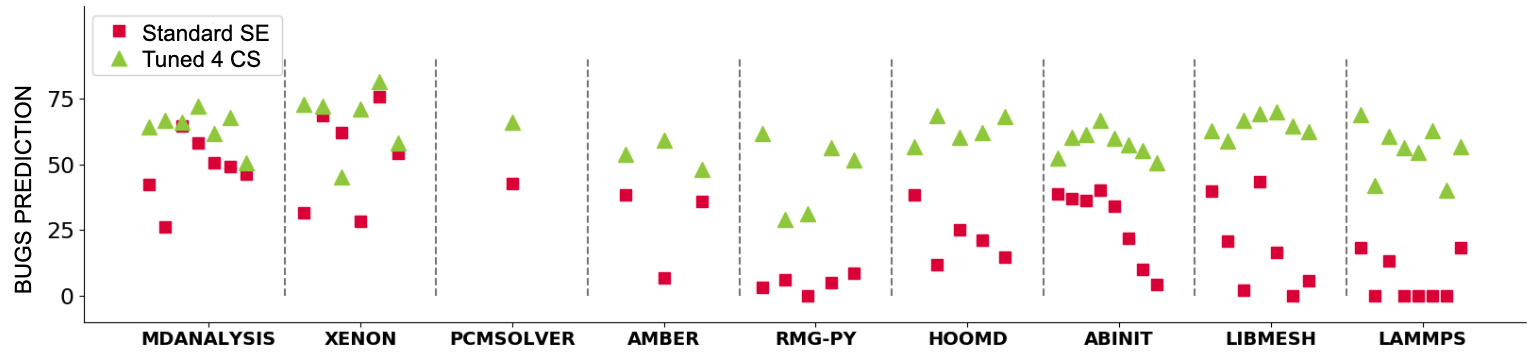 Standard SE
Tuned 4 CS
BUGS PREDICTION
75
50
25
0
MDANALYSIS XENON PCMSOLVER AMBER RMG-PY HOOMD ABINIT LIBMESH LAMMPS